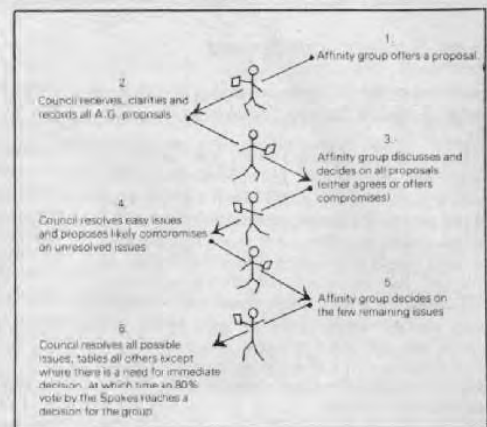 1.
Affinity group offers a proposal.
2.
Council receives, clarities and
records all A.G. proposals
3.
Affinity group discusses and
decides on all proposals
(either agrees or offers
compromises)
4.
Council resolves easy issues
and proposes likely compromises
on unresolved issues
5.
Affinity group decides on
the few remaining issues
6.
Council resolves all possible
issues, tables all others except
where there is a need for immediate
decision, at which time an 80%
vote by the Spokes reaches a
decision for the group.